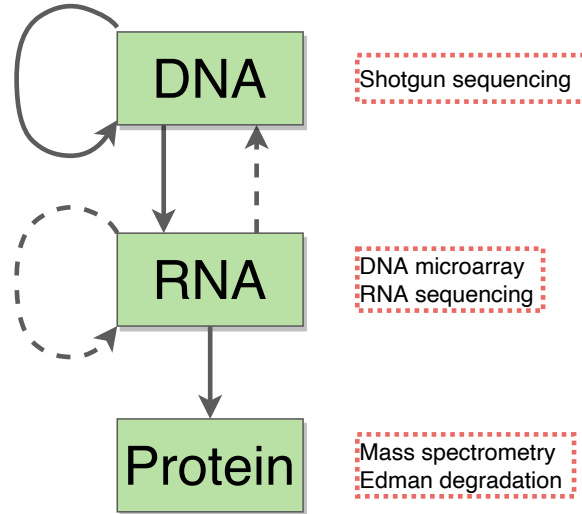 DNA
Shotgun sequencing
RNA
DNA microarray
RNA sequencing
Protein
Mass spectrometry
Edman degradation